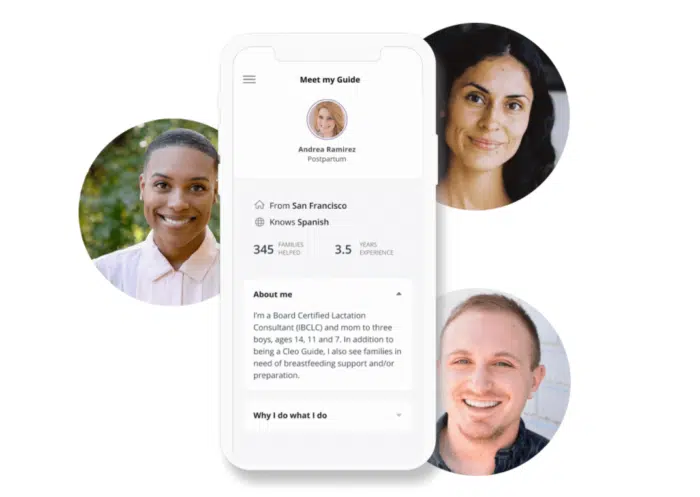 Meet my Guide
Andrea Ramirez
Postpartum
From San Francisco
Knows Spanish
345 FAMILIES HELPED
3.5 YEARS EXPERIENCE
About me
I'm a Board Certified Lactation
Consultant (IBCLC) and mom to three
boys, ages 14, 11 and 7. In addition to
being a Cleo Guide, I also see families in
need of breastfeeding support and/or
preparation.
Why I do what I do